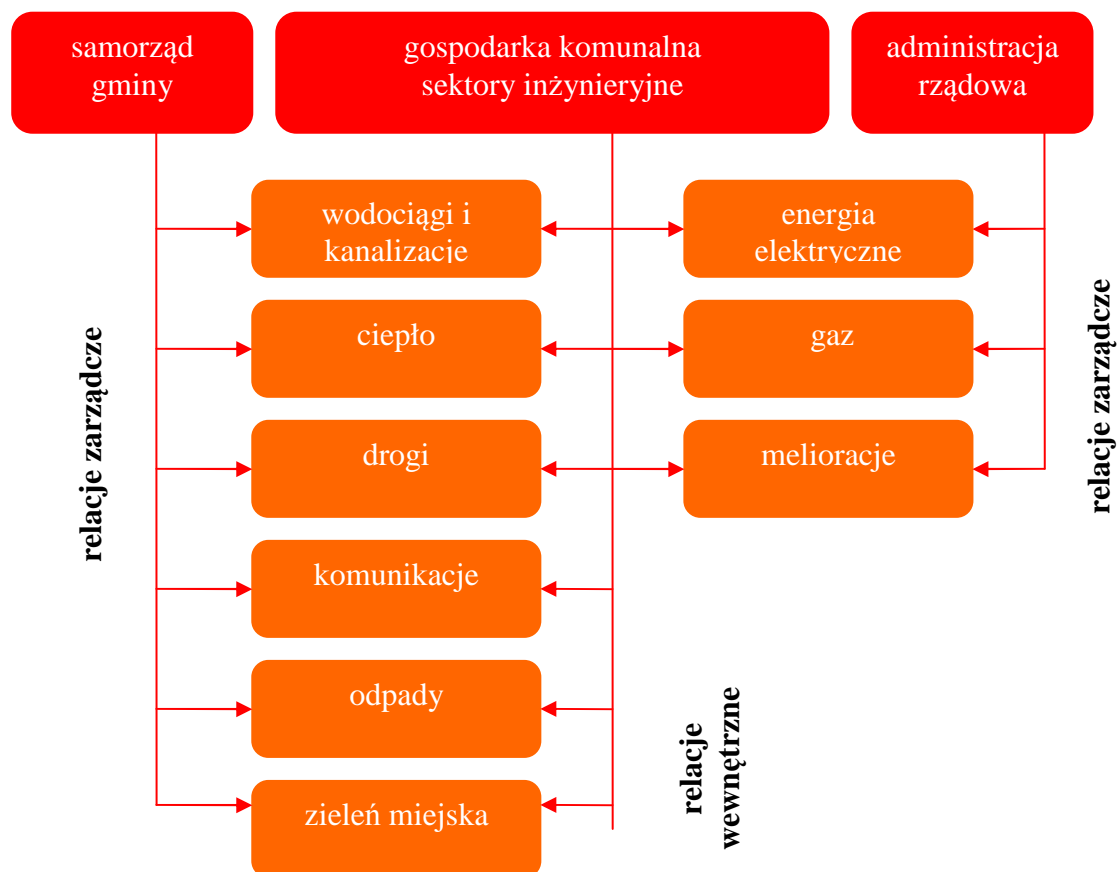 samorząd
gminy
gospodarka komunalna
sektory inżynieryjne
administracja
rządowa
wodociągi i
kanalizacje
energia
elektryczne
ciepło
gaz
drogi
melioracje
komunikacje
odpady
zieleń miejska
relacje zarządcze
relacje zarządcze
relacje
wewnętrzne